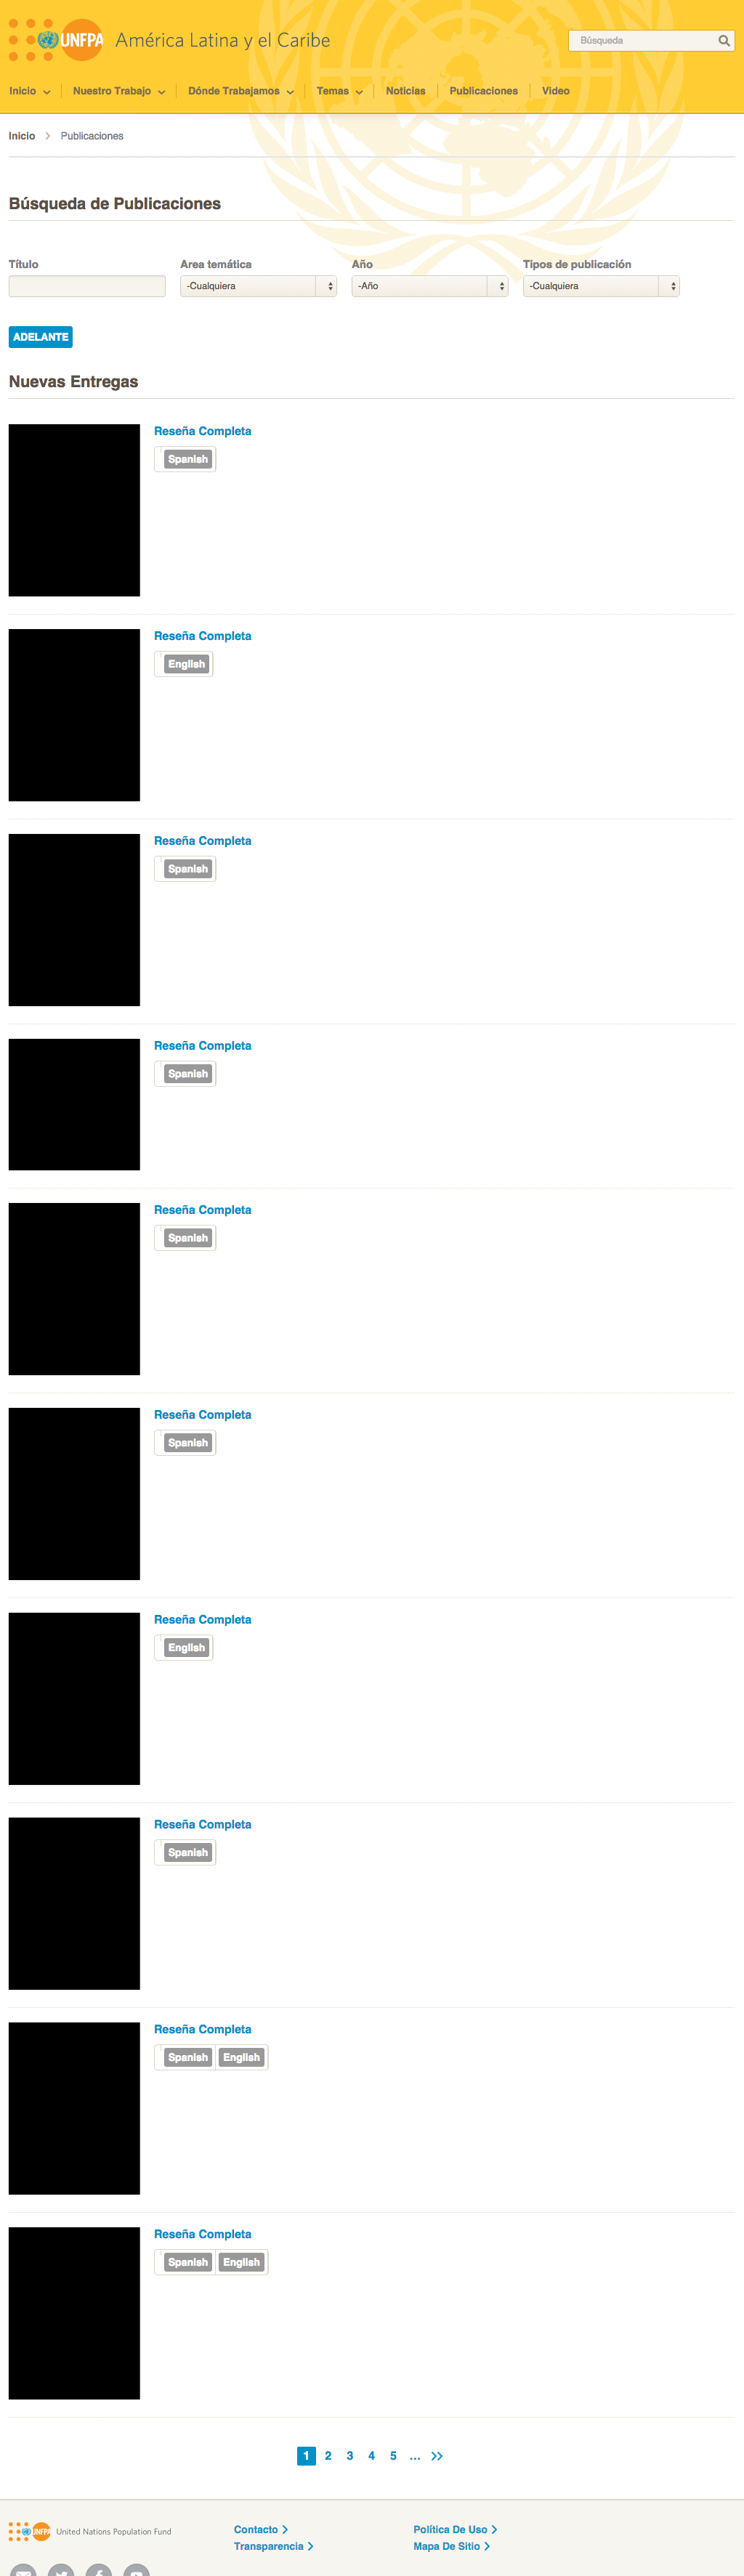 UNFPA América Latina y el Caribe
Búsqueda
Inicio Nuestro Trabajo Dónde Trabajamos Temas Noticias Publicaciones Video
Inicio Publicaciones
Búsqueda de Publicaciones
Título Area temática Año Tipos de publicación
-Cualquiera -Año -Cualquiera
ADELANTE
Nuevas Entregas
Reseña Completa
Spanish
Reseña Completa
English
Reseña Completa
Spanish
Reseña Completa
Spanish
Reseña Completa
Spanish
Reseña Completa
Spanish
Reseña Completa
English
Reseña Completa
Spanish
Reseña Completa
Spanish English
Reseña Completa
Spanish English
1 2 3 4 5 ... >>
UNFPA United Nations Population Fund Contacto Política De Uso
Transparencia Mapa De Sitio